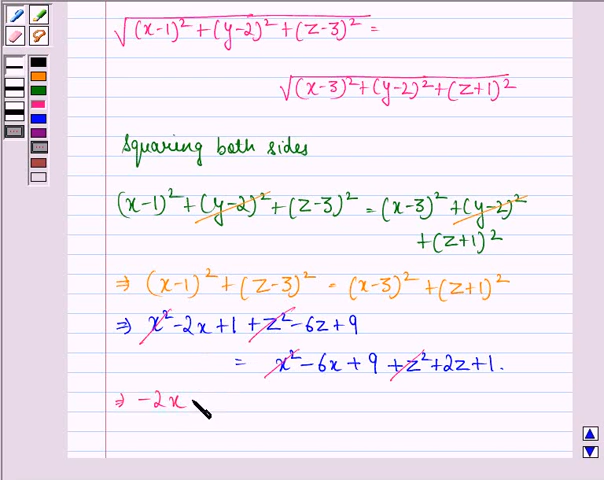 √(x-1)² + (y-2)² + (z-3)² =
√(x-3)² + (y-2)² + (z+1)²
Squaring both sides
(x-1)² + (y-2)² + (z-3)² = (x-3)² + (y-2)²
+ (z+1)²
⇒ (x-1)² + (z-3)² = (x-3)² + (z+1)²
⇒ x² - 2x + 1 + z² - 6z + 9
= x² - 6x + 9 + z² + 2z + 1.
⇒ -2x